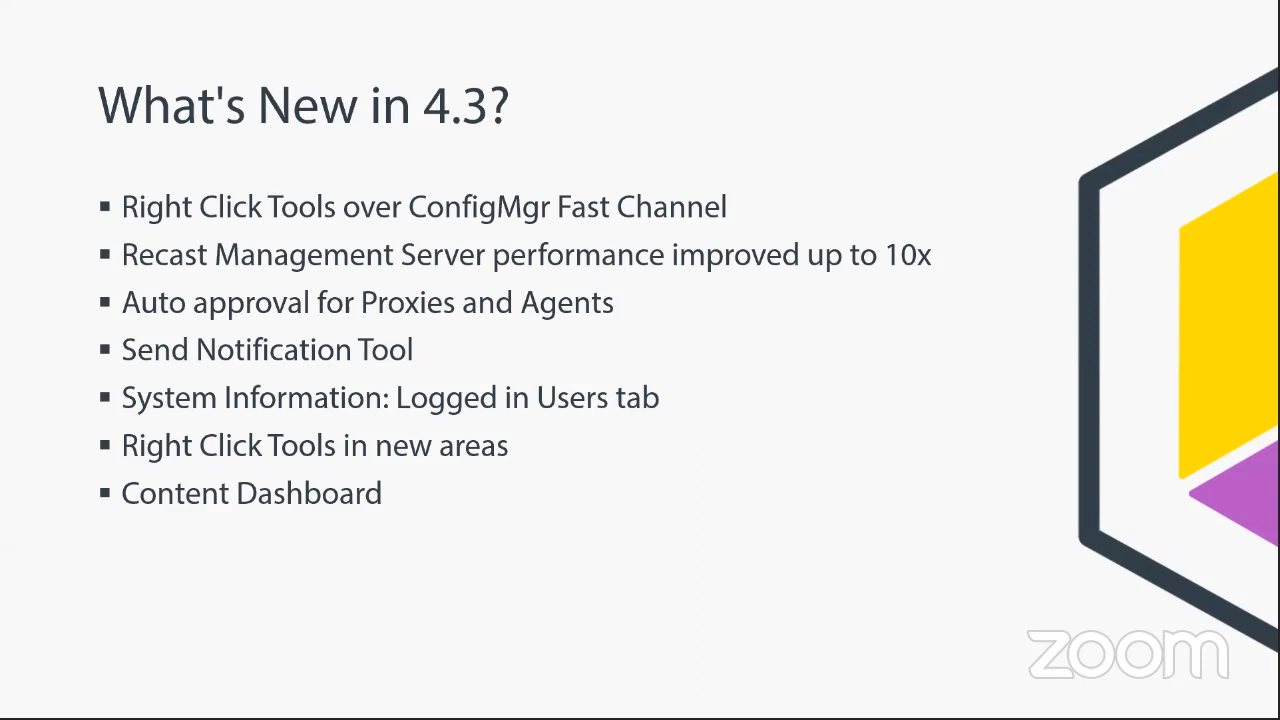 What's New in 4.3?
▪ Right Click Tools over ConfigMgr Fast Channel
▪ Recast Management Server performance improved up to 10x
▪ Auto approval for Proxies and Agents
▪ Send Notification Tool
▪ System Information: Logged in Users tab
▪ Right Click Tools in new areas
▪ Content Dashboard
zoom